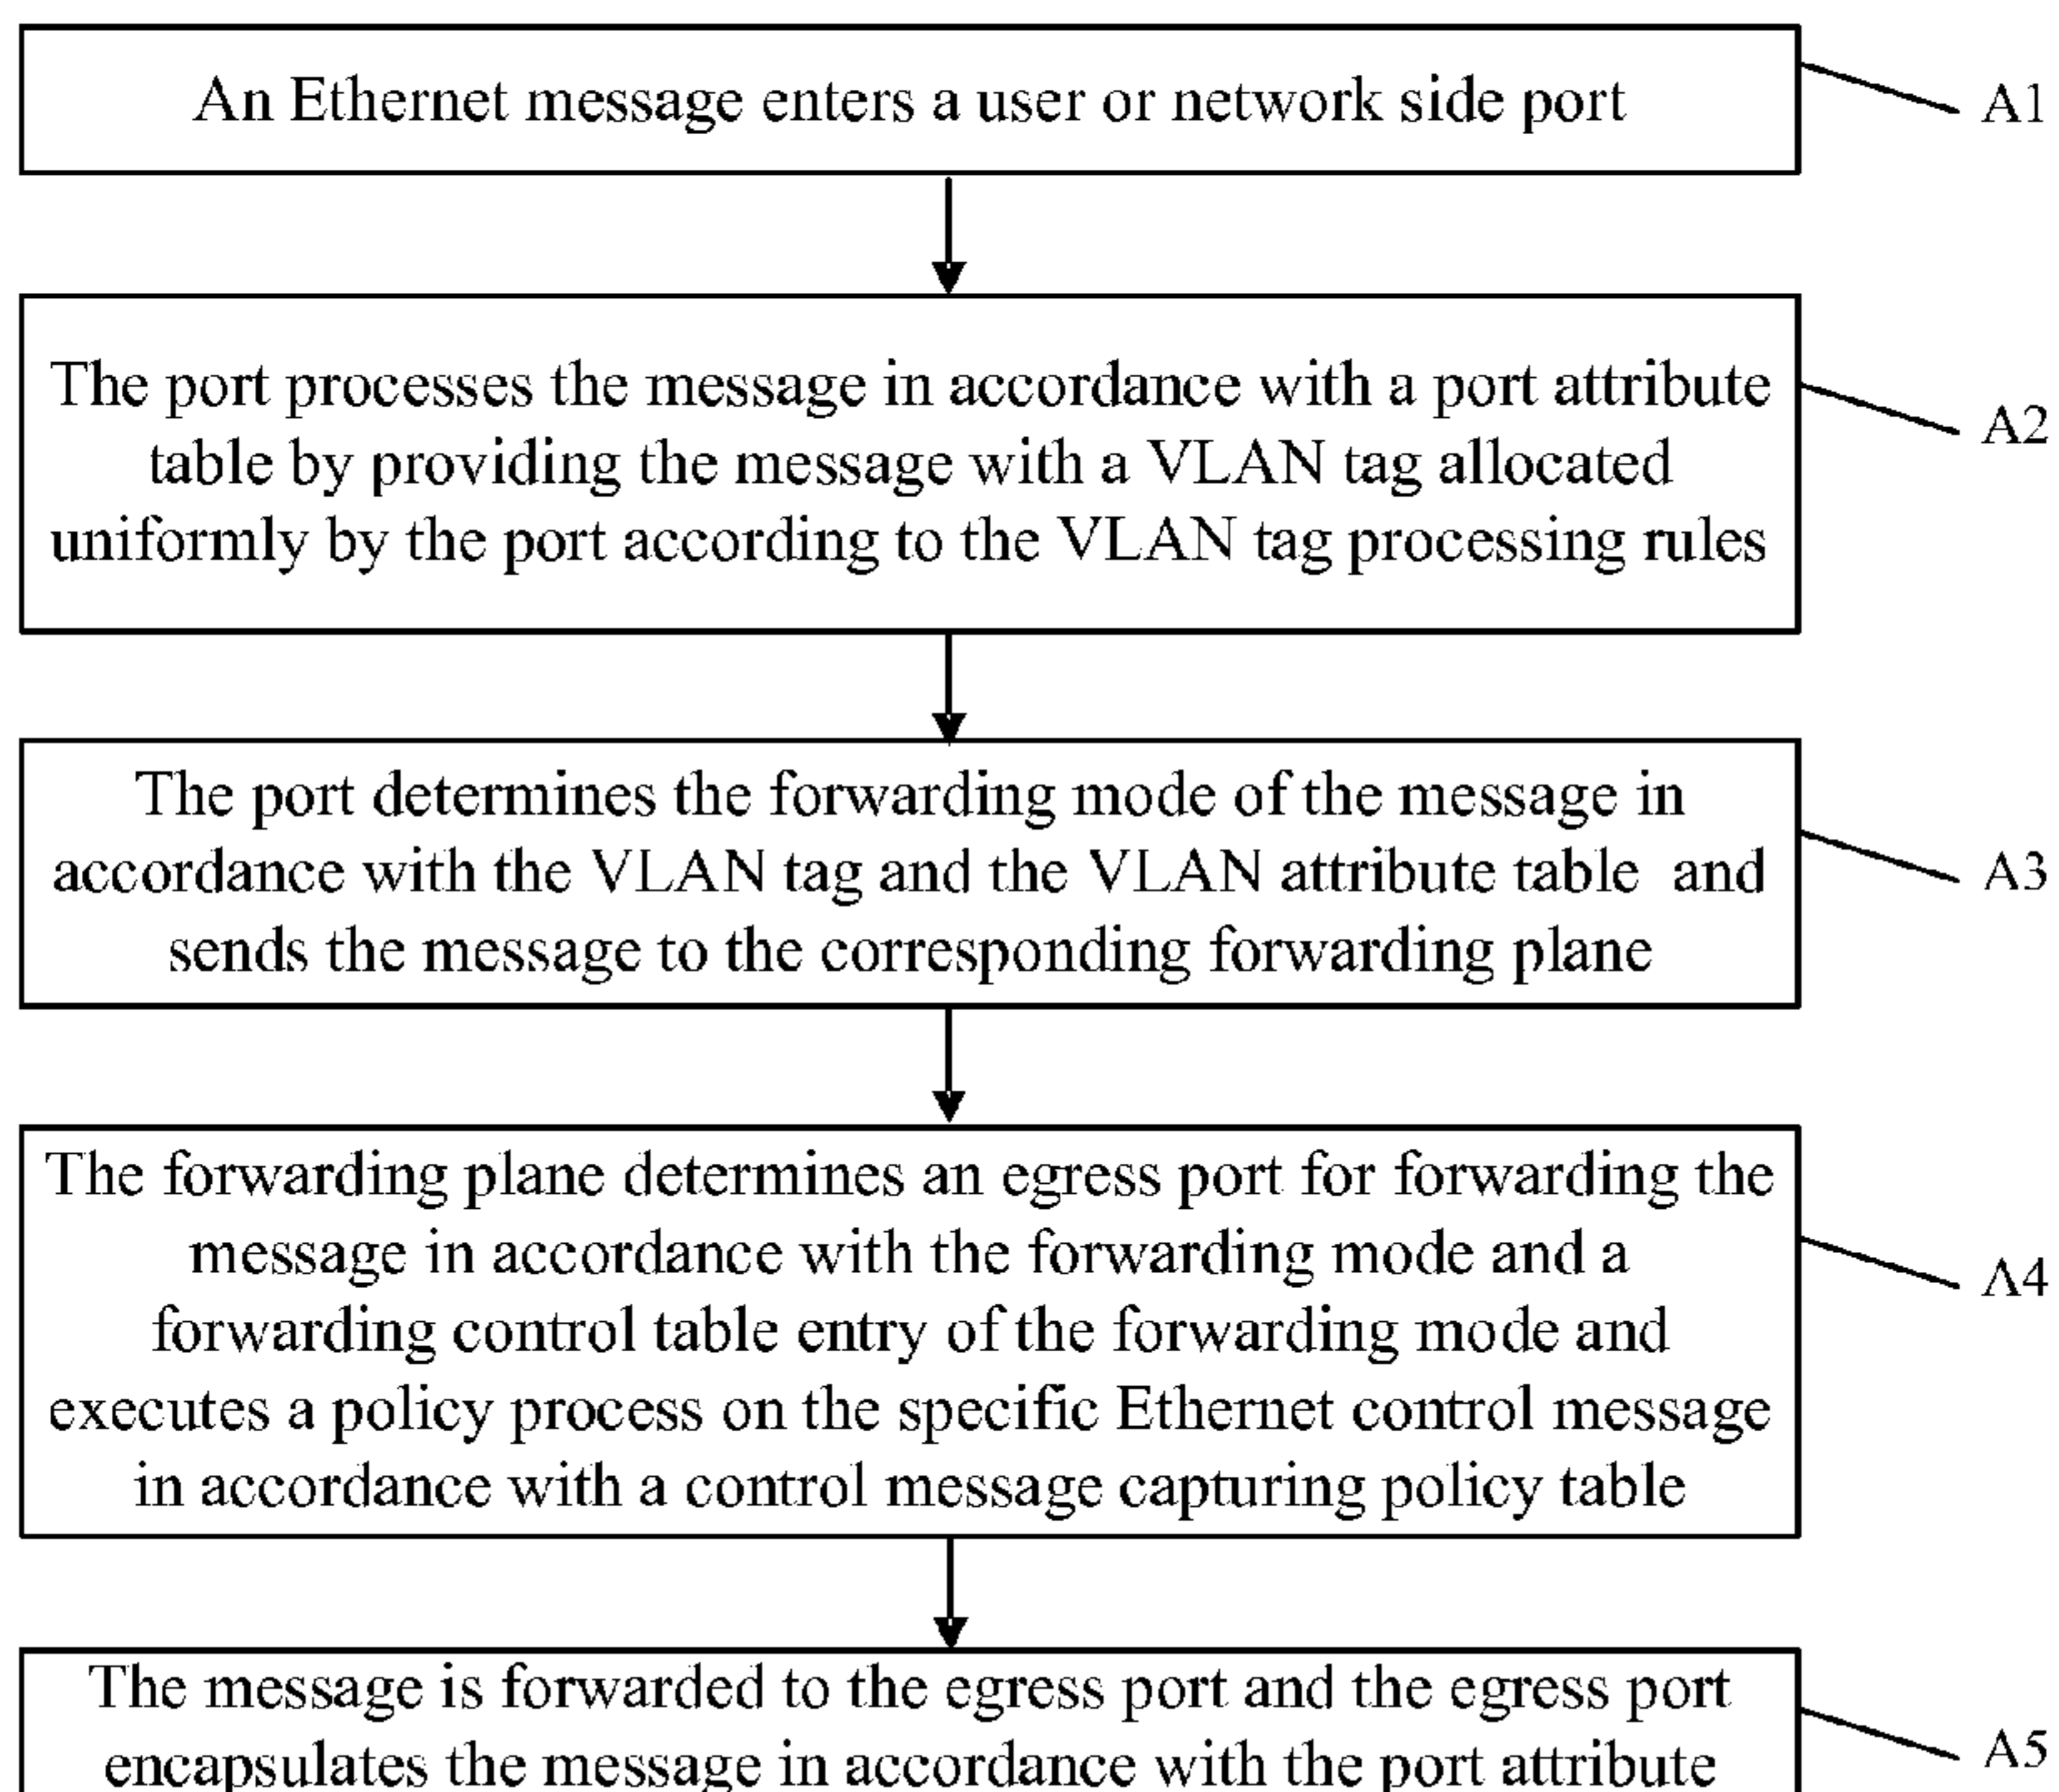 An Ethernet message enters a user or network side port
A1
The port processes the message in accordance with a port attribute
table by providing the message with a VLAN tag allocated
uniformly by the port according to the VLAN tag processing rules
A2
The port determines the forwarding mode of the message in
accordance with the VLAN tag and the VLAN attribute table and
sends the message to the corresponding forwarding plane
A3
The forwarding plane determines an egress port for forwarding the
message in accordance with the forwarding mode and a
forwarding control table entry of the forwarding mode and
executes a policy process on the specific Ethernet control message
in accordance with a control message capturing policy table
A4
The message is forwarded to the egress port and the egress port
encapsulates the message in accordance with the port attribute
A5